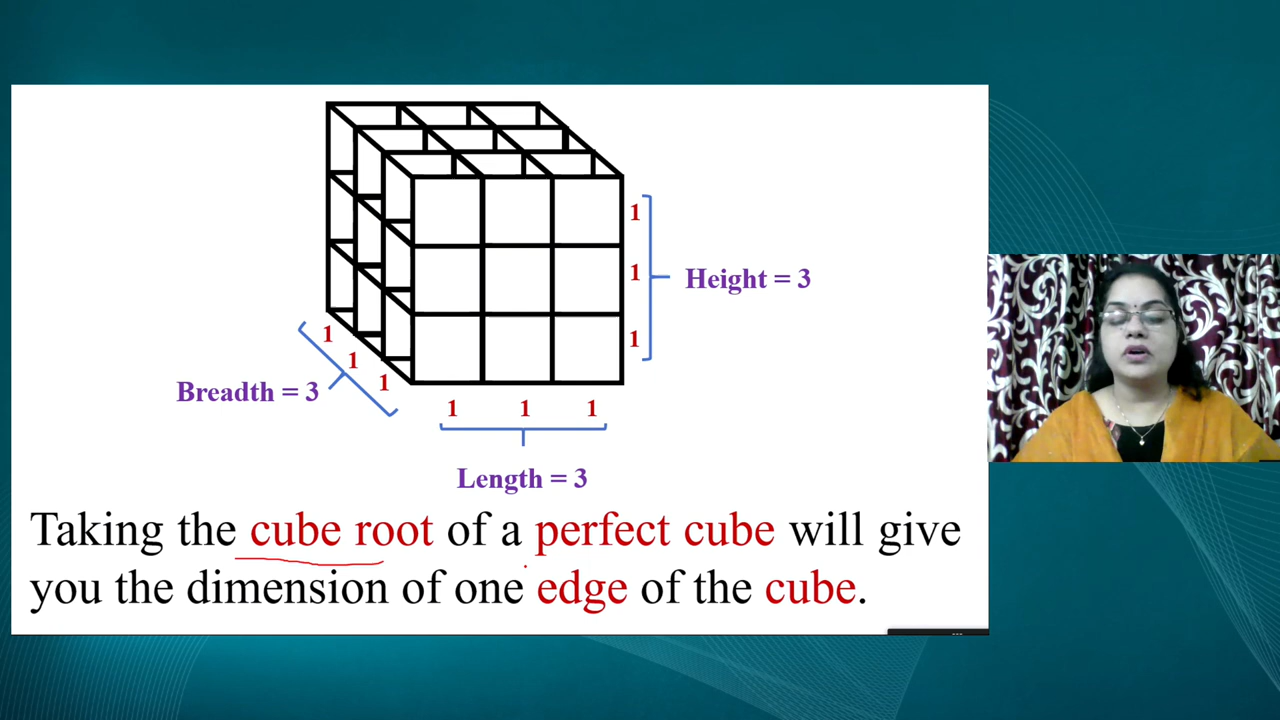 1
1
Height = 3
1
1
1
Breadth = 3
1
1 1 1
Length = 3
Taking the cube root of a perfect cube will give
you the dimension of one edge of the cube.